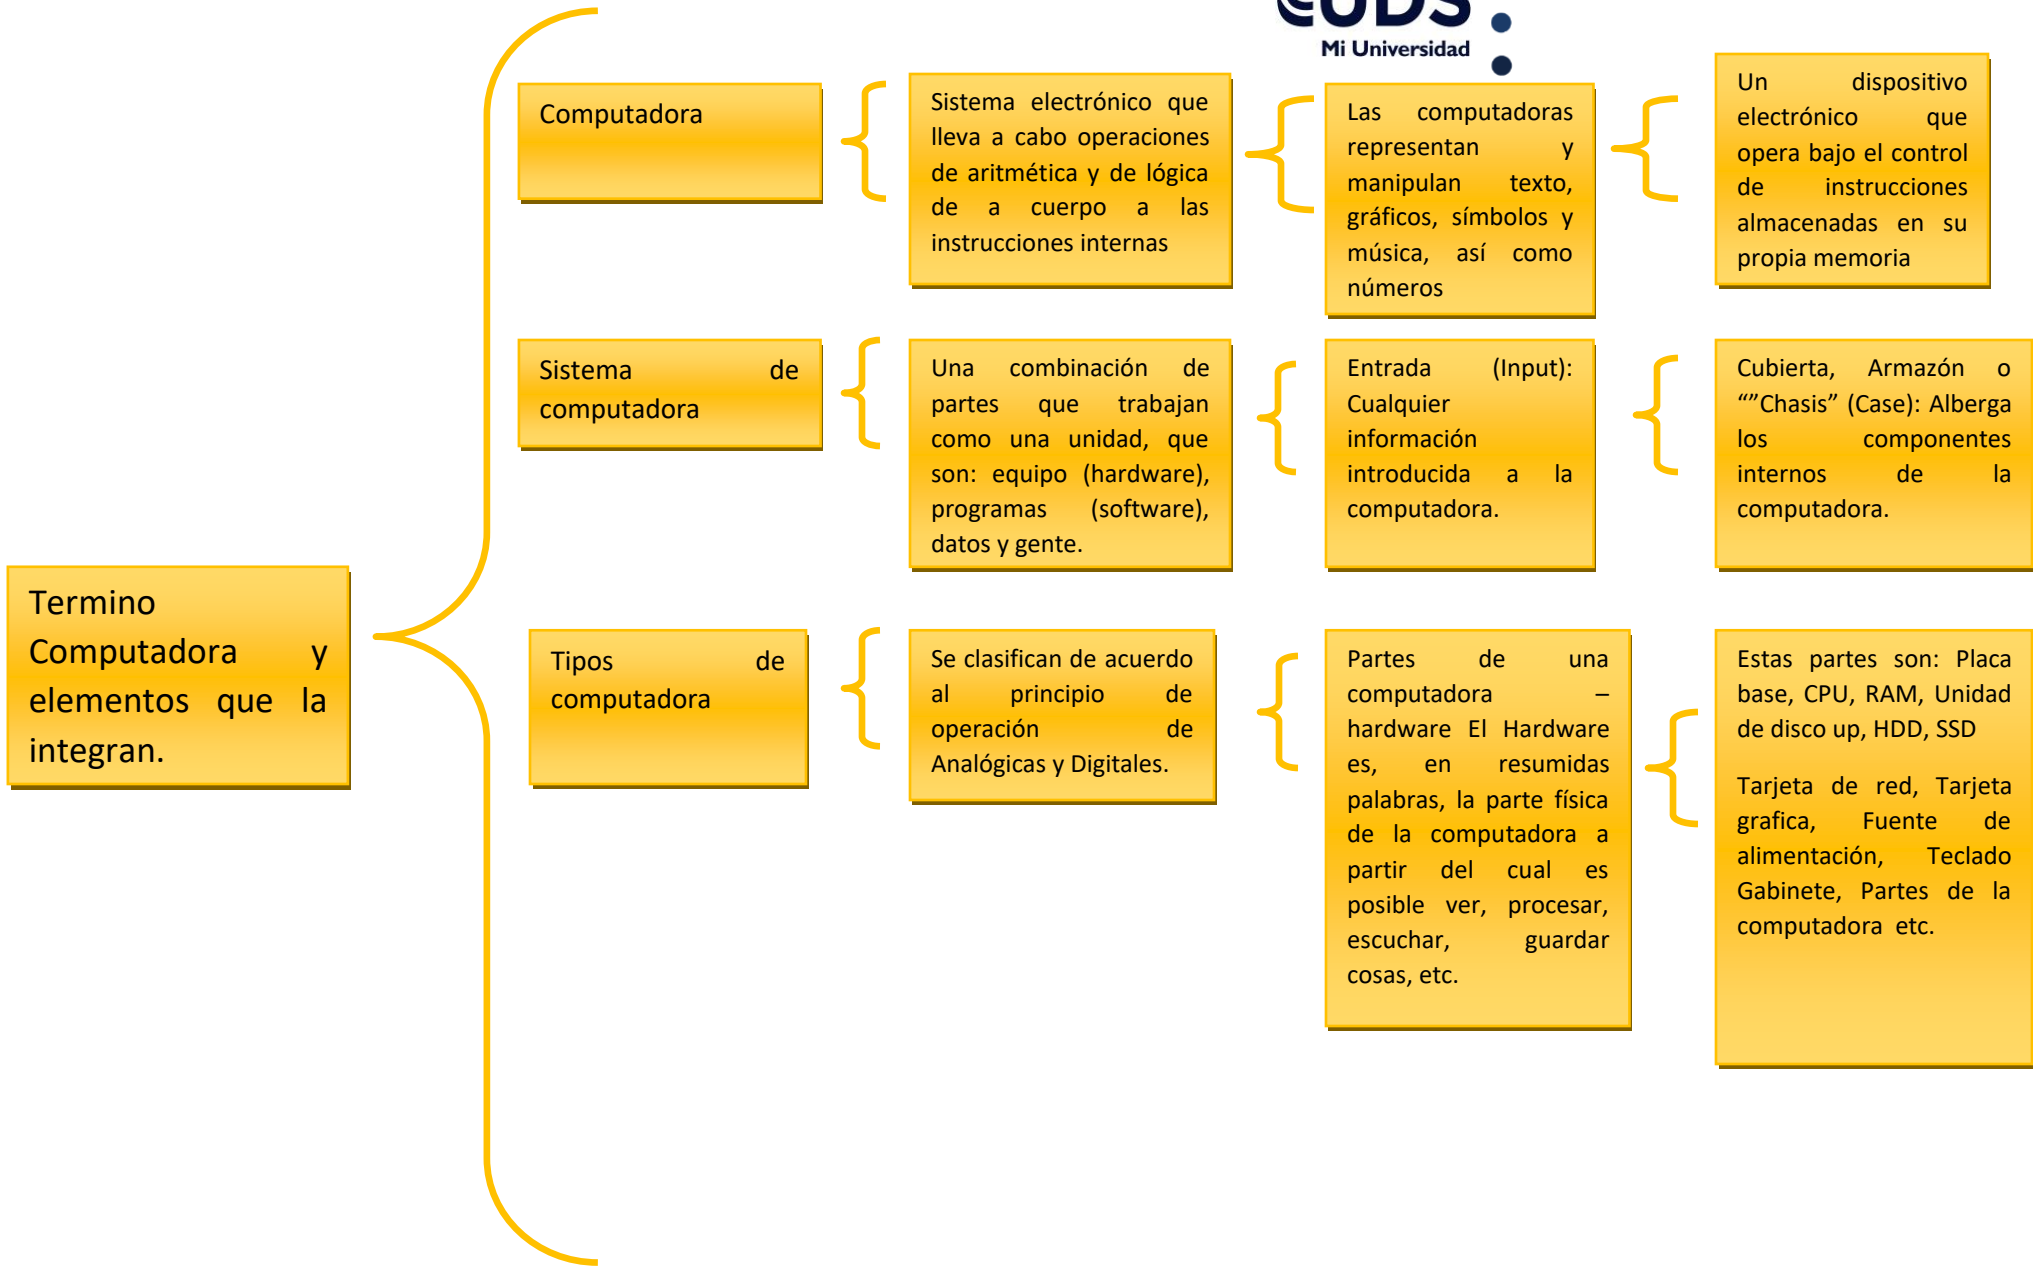 UDS
Mi Universidad
Termino
Computadora y
elementos que la
integran.
Computadora
Sistema electrónico que
lleva a cabo operaciones
de aritmética y de lógica
de a cuerpo a las
instrucciones internas
Las computadoras
representan y
manipulan texto,
gráficos, símbolos y
música, así como
números
Un dispositivo
electrónico que
opera bajo el control
de instrucciones
almacenadas en su
propia memoria
Sistema de
computadora
Una combinación de
partes que trabajan
como una unidad, que
son: equipo (hardware),
programas (software),
datos y gente.
Entrada (Input):
Cualquier
información
introducida a la
computadora.
Cubierta, Armazón o
“”Chasis” (Case): Alberga
los componentes
internos de la
computadora.
Tipos de
computadora
Se clasifican de acuerdo
al principio de
operación de
Analógicas y Digitales.
Partes de una
computadora –
hardware El Hardware
es, en resumidas
palabras, la parte física
de la computadora a
partir del cual es
posible ver, procesar,
escuchar, guardar
cosas, etc.
Estas partes son: Placa
base, CPU, RAM, Unidad
de disco up, HDD, SSD
Tarjeta de red, Tarjeta
grafica, Fuente de
alimentación, Teclado
Gabinete, Partes de la
computadora etc.